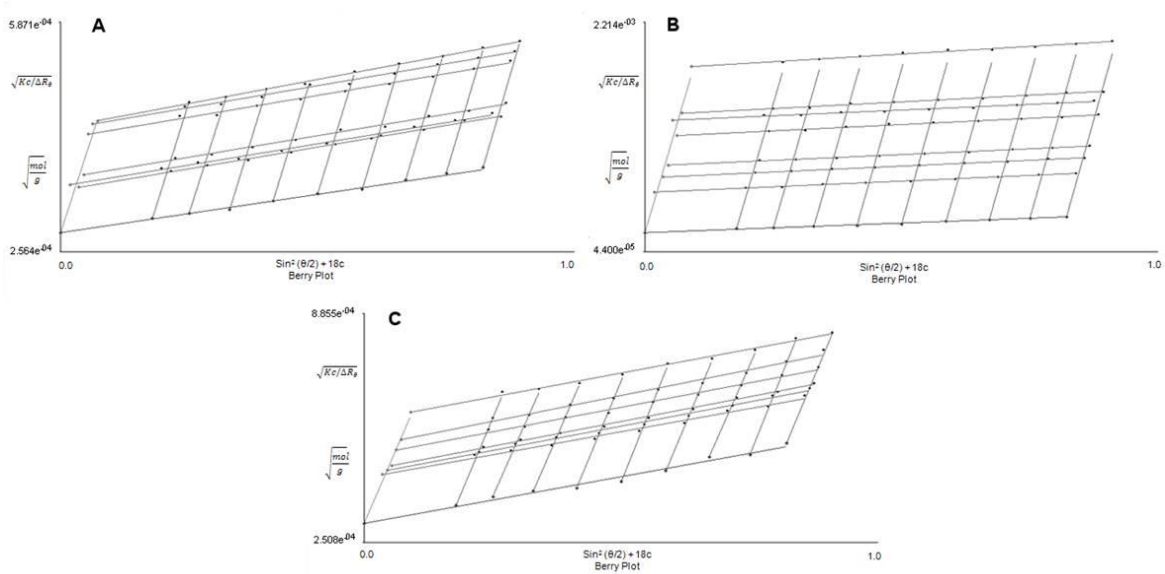 A
5.871e-04
√Kc/ΔRθ
√mol/g
2.564e-04
0.0
1.0
Sin² (θ/2) + 18c
Berry Plot
B
2.214e-03
√Kc/ΔRθ
√mol/g
4.400e-05
0.0
1.0
Sin² (θ/2) + 18c
Berry Plot
C
8.855e-04
√Kc/ΔRθ
√mol/g
2.508e-04
0.0
1.0
Sin² (θ/2) + 18c
Berry Plot